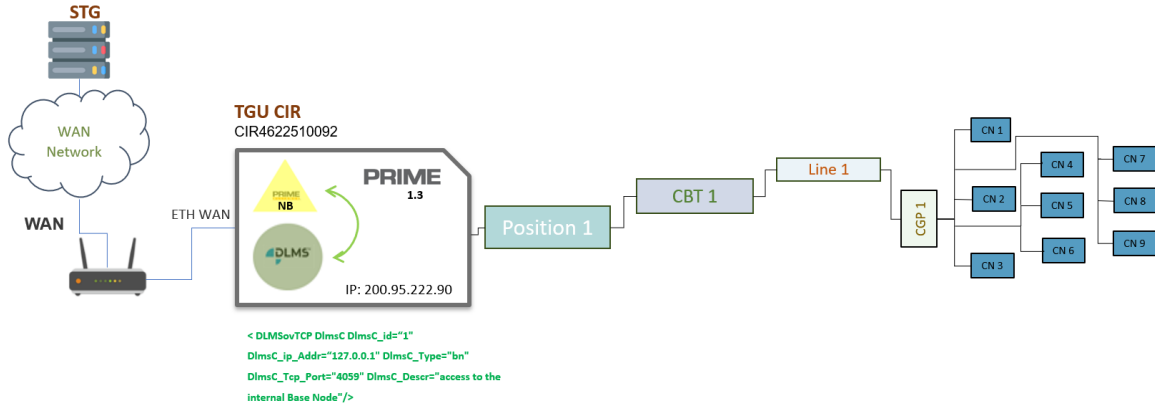 STG
WAN
Network
WAN
ETH WAN
TGU CIR
CIR4622510092
PRIME
NB
DLMS
PRIME
1.3
IP: 200.95.222.90
< DLMSovTCP DlmsC DlmsC_id="1"
DlmsC_ip_Addr="127.0.0.1" DlmsC_Type="bn"
DlmsC_Tcp_Port="4059" DlmsC_Descr="access to the
internal Base Node"/>
Position 1
CBT 1
Line 1
CGP 1
CN 1
CN 2
CN 3
CN 4
CN 5
CN 6
CN 7
CN 8
CN 9